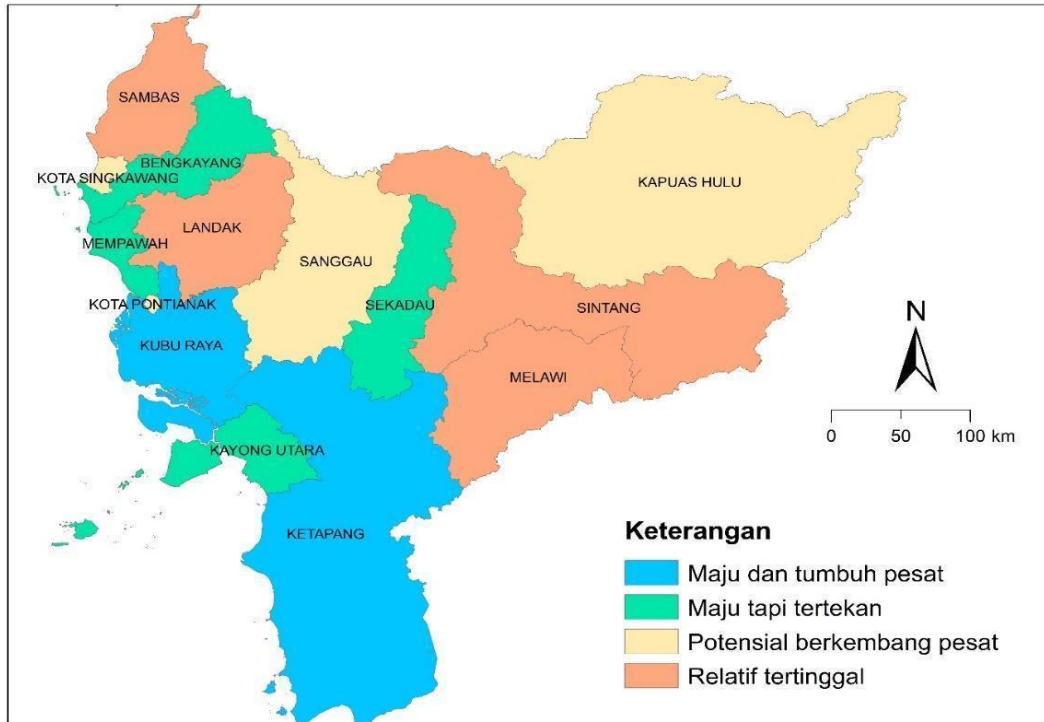 SAMBAS
BENGKAYANG
KOTA SINGKAWANG
KAPUAS HULU
LANDAK
MEMPAWAH
SANGGAU
KOTA PONTIANAK
SEKADAU
SINTANG
N
KUBU RAYA
MELAWI
0 50 100 km
KAYONG UTARA
KETAPANG
Keterangan
Maju dan tumbuh pesat
Maju tapi tertekan
Potensial berkembang pesat
Relatif tertinggal